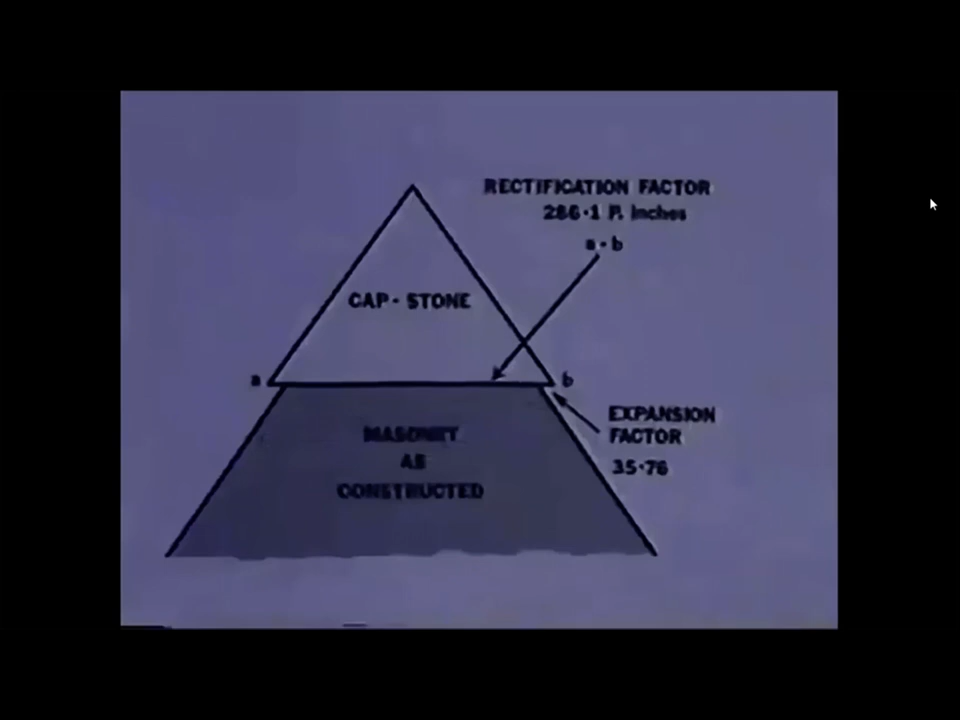 RECTIFICATION FACTOR
286·1 P. Inches
a-b
CAP-STONE
a
b
EXPANSION
FACTOR
35·76
MASONRY
AS
CONSTRUCTED